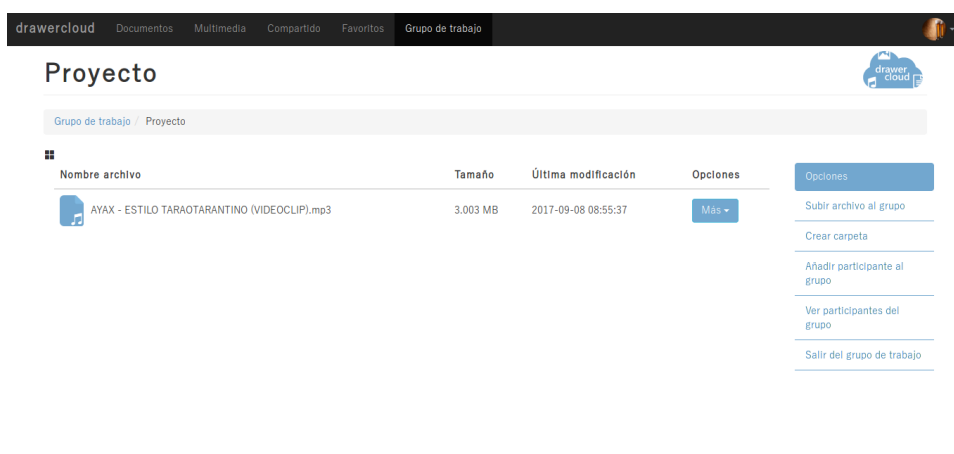 drawercloud Documentos Multimedia Compartido Favoritos Grupo de trabajo
Proyecto
drawer
cloud
Grupo de trabajo / Proyecto
Nombre archivo Tamaño Última modificación Opciones
AYAX - ESTILO TARAOTARANTINO (VIDEOCLIP).mp3 3.003 MB 2017-09-08 08:55:37 Más
Opciones
Subir archivo al grupo
Crear carpeta
Añadir participante al
grupo
Ver participantes del
grupo
Salir del grupo de trabajo